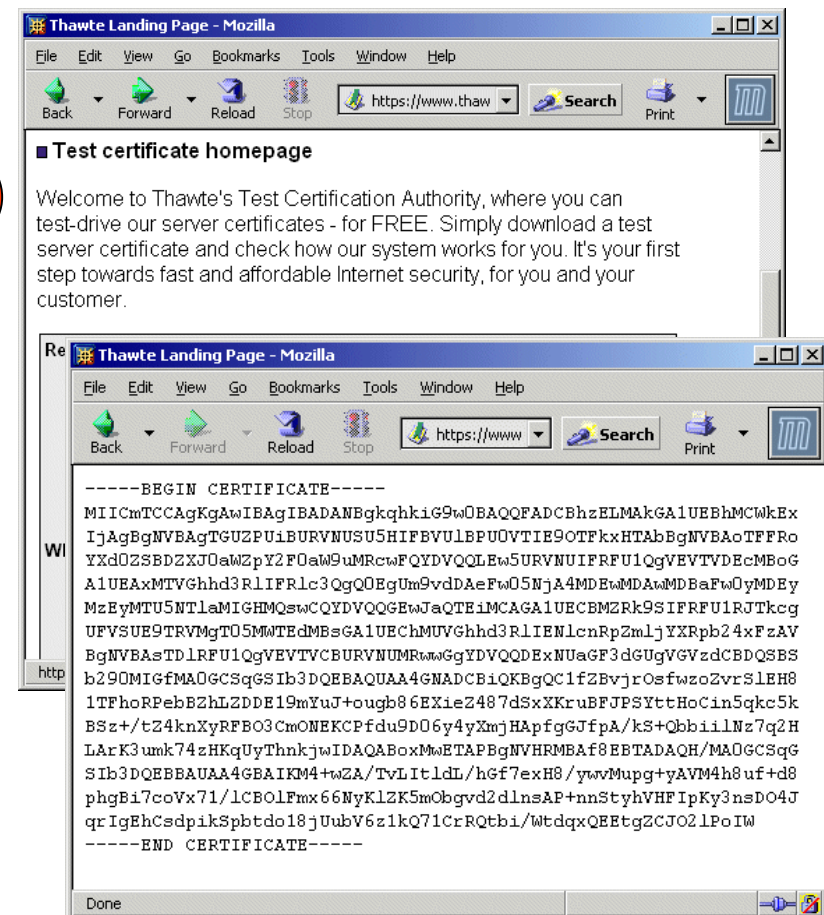 Thawte Landing Page - Mozilla
File Edit View Go Bookmarks Tools Window Help
Back Forward Reload Stop https://www.thaw Search Print
Test certificate homepage
Welcome to Thawte's Test Certification Authority, where you can
test-drive our server certificates - for FREE. Simply download a test
server certificate and check how our system works for you. It's your first
step towards fast and affordable Internet security, for you and your
customer.
Re
Wl
http
Thawte Landing Page - Mozilla
File Edit View Go Bookmarks Tools Window Help
Back Forward Reload Stop https://www Search Print
-----BEGIN CERTIFICATE-----
MIICmTCCAgKgAwIBAgIBADANBgkqhkiG9w0BAQQFADCBhzELMAkGA1UEBhMCWkEx
IjAgBgNVBAgTGUZPUiBURVNUSU5HIFBVUlBPU0VTIE9OTFkxHTAbBgNVBAoTFFRo
YXd0ZSBDZXJ0aWZpY2F0aW9uMRcwFQYDVQQLEw5URVNUIFRFU1QgVEVTVDEcMBoG
A1UEAxMTVGhhd3RlIFRlc3QgQ0EgUm9vdDAeFw05NjA4MDEwMDAwMDBaFw0yMDEy
MzEyMTU5NTlaMIGHMQswCQYDVQQGEwJaQTEiMCAGA1UECBMZRk9SIFRFU1RJTkcg
UFVSUE9TRVMgT05MWTEdMBsGA1UEChMUVGhhd3RlIENlcnRpZmljYXRpb24xFzAV
BgNVBAsTDlRFU1QgVEVTVCBURVNUMRwwGgYDVQQDExNUaGF3dGUgVGVzdCBDQSBS
b290MIGfMA0GCSqGSIb3DQEBAQUAA4GNADCBiQKBgQC1fZBvjrOsfwzoZvrSlEH8
1TFhoRPebBZhLZDDE19mYuJ+ougb86EXieZ487dSxXKruBFJPSYttHoCin5qkc5k
BSz+/tZ4knXyRFBO3CmONEKCPfdu9D06y4yXmjHApfgGJfpA/kS+QbbiilNz7q2H
LArK3umk74zHKqUyThnkjwIDAQABoxMwETAPBgNVHRMBAf8EBTADAQH/MA0GCSqG
SIb3DQEBBAUAA4GBAIKM4+wZA/TvLItldL/hGf7exH8/ywvMupg+yAVM4h8uf+d8
phgBi7coVx71/lCBOlFmx66NyKlZK5mObgvd2dlnsAP+nnStyhVHFIpKy3nsDO4J
qrIgEhCsdpikSpbtdo18jUubV6z1kQ71CrRQtbi/WtdqxQEEtgZCJO2lPoIW
-----END CERTIFICATE-----
Done